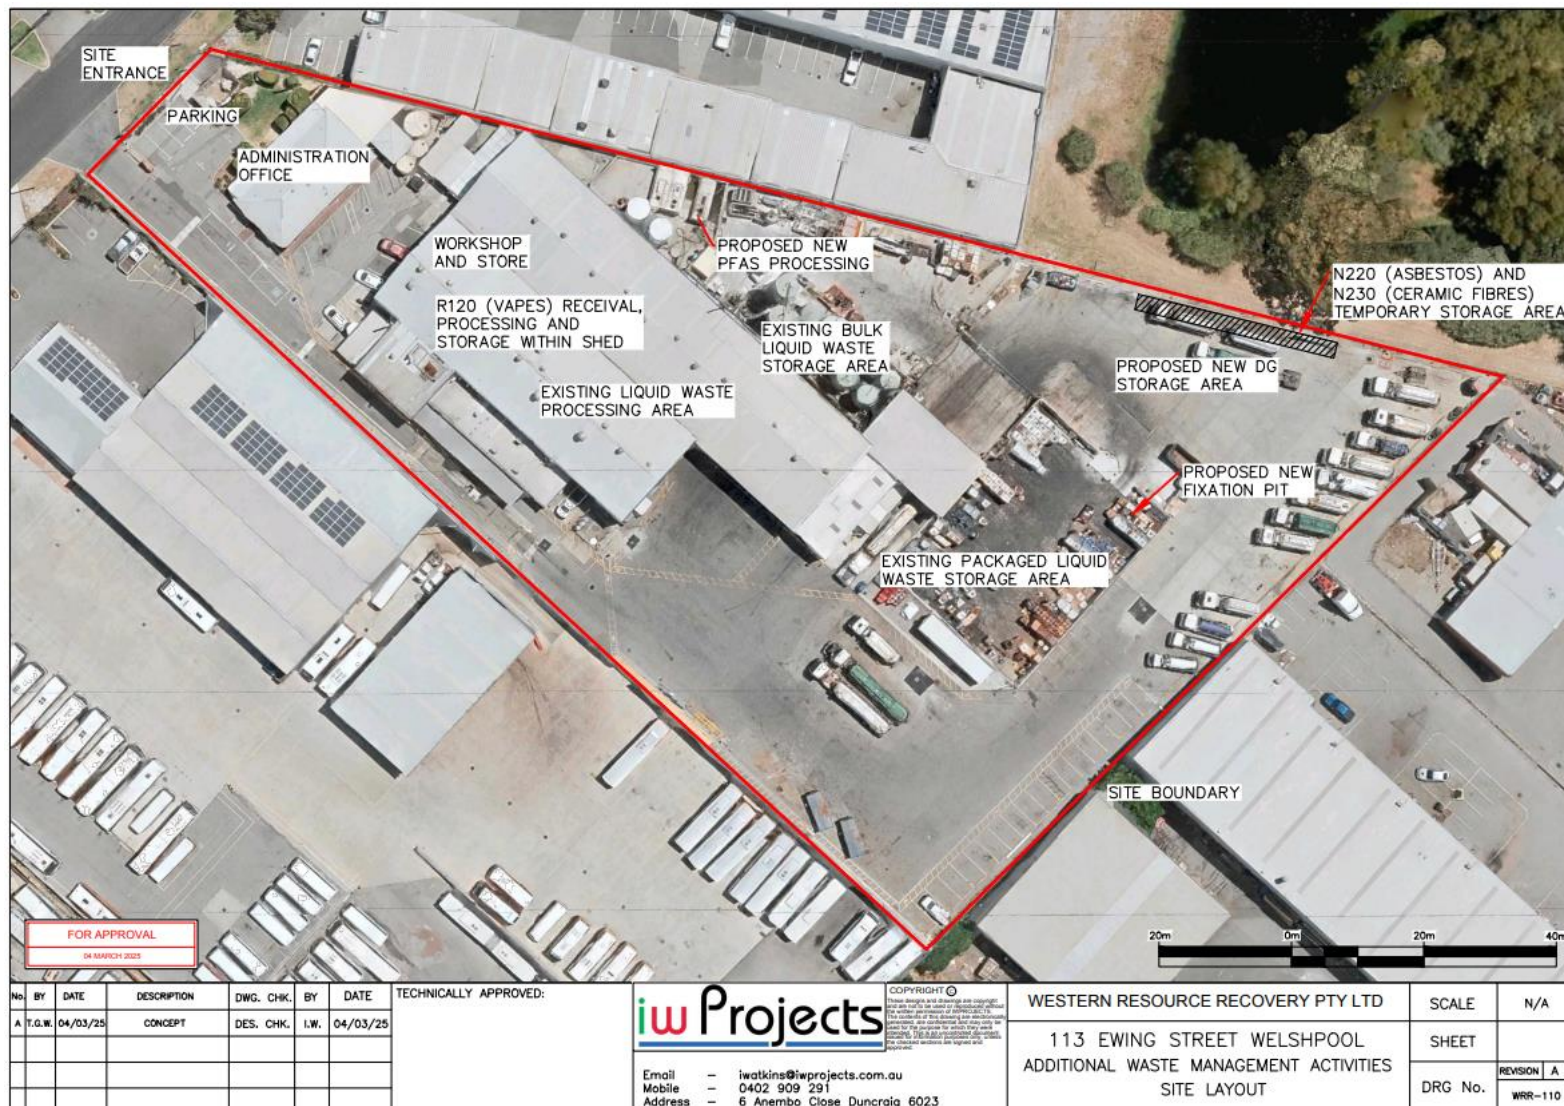 SITE
ENTRANCE
PARKING
ADMINISTRATION
OFFICE
WORKSHOP
AND STORE
PROPOSED NEW
PFAS PROCESSING
N220 (ASBESTOS) AND
N230 (CERAMIC FIBRES)
TEMPORARY STORAGE AREA
R120 (VAPES) RECEIVAL,
PROCESSING AND
STORAGE WITHIN SHED
EXISTING BULK
LIQUID WASTE
STORAGE AREA
PROPOSED NEW DG
STORAGE AREA
EXISTING LIQUID WASTE
PROCESSING AREA
PROPOSED NEW
FIXATION PIT
EXISTING PACKAGED LIQUID
WASTE STORAGE AREA
SITE BOUNDARY
FOR APPROVAL
04 MARCH 2025
20m 0m 20m 40m
No. BY DATE DESCRIPTION DWG. CHK. BY DATE
A T.G.W. 04/03/25 CONCEPT DES. CHK. I.W. 04/03/25
TECHNICALLY APPROVED:
iw Projects
COPYRIGHT ©
Email – iwatkins@iwprojects.com.au
Mobile – 0402 909 291
Address – 6 Anembo Close Duncraig 6023
WESTERN RESOURCE RECOVERY PTY LTD
113 EWING STREET WELSHPOOL
ADDITIONAL WASTE MANAGEMENT ACTIVITIES
SITE LAYOUT
SCALE N/A
SHEET
DRG No.
REVISION A
WRR-110